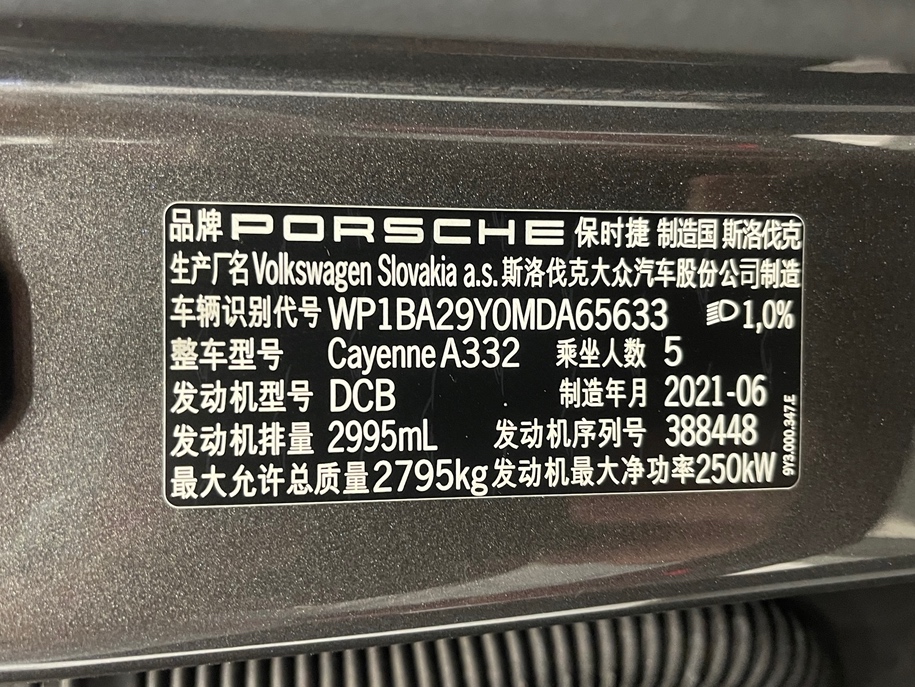 品牌 PORSCHE 保时捷 制造国 斯洛伐克
生产厂名 Volkswagen Slovakia a.s. 斯洛伐克大众汽车股份公司制造
车辆识别代号 WP1BA29Y0MDA65633 1,0%
整车型号 Cayenne A332 乘坐人数 5
发动机型号 DCB 制造年月 2021-06
发动机排量 2995mL 发动机序列号 388448
最大允许总质量 2795kg 发动机最大净功率 250kW
9Y3.000.347.E